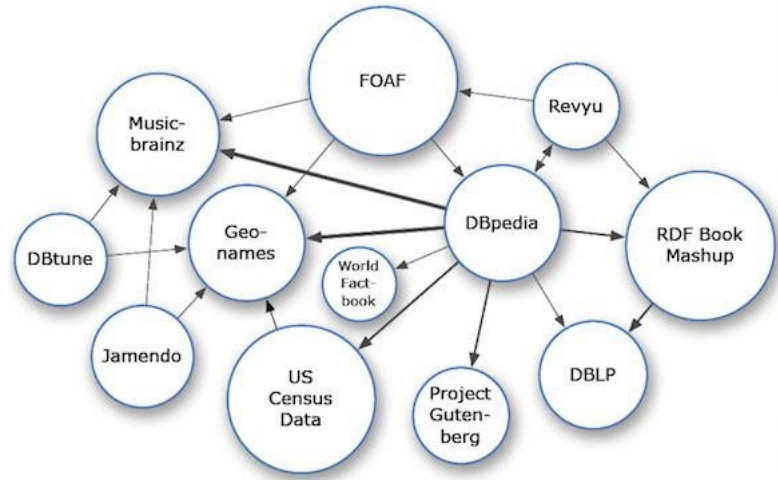 FOAF
Revyu
Music-
brainz
DBpedia
RDF Book
Mashup
Geo-
names
DBtune
World
Fact-
book
Jamendo
US
Census
Data
Project
Guten-
berg
DBLP